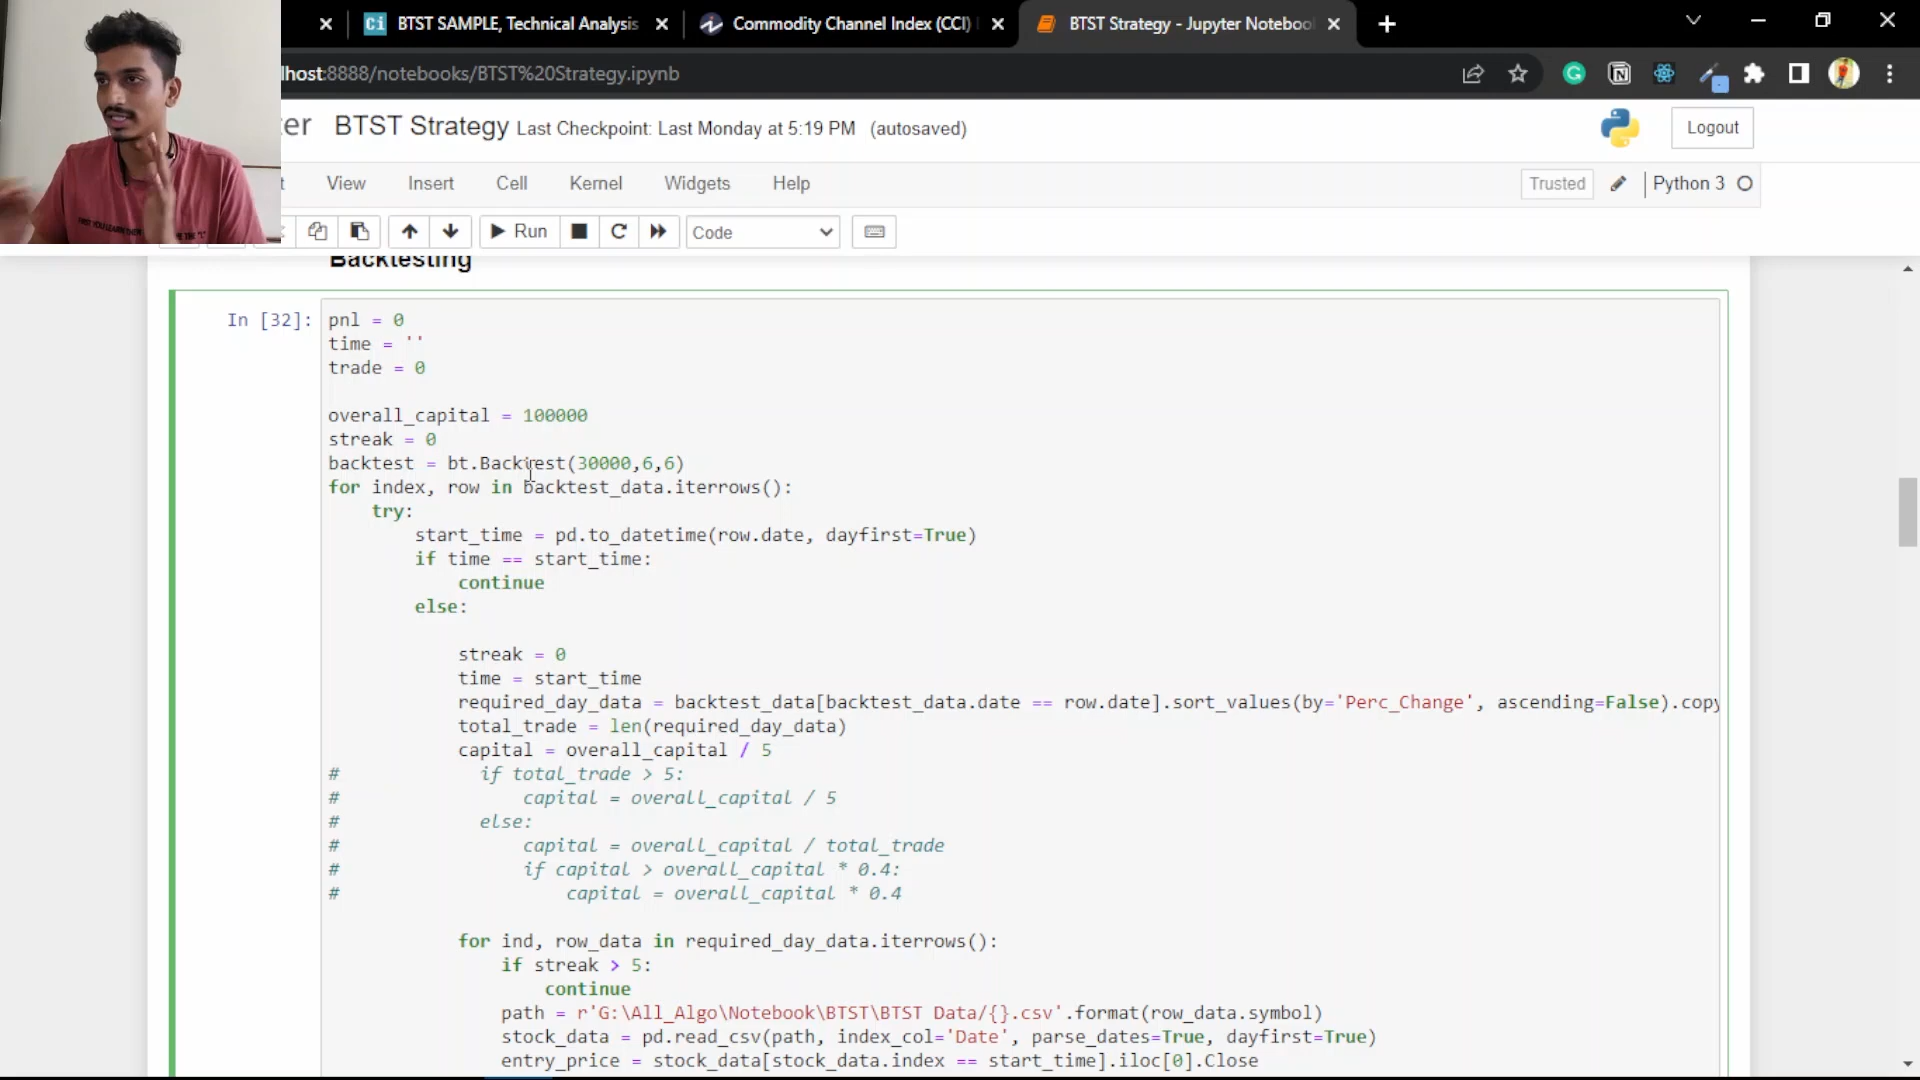 BTST SAMPLE, Technical Analysis
Commodity Channel Index (CCI)
BTST Strategy - Jupyter Noteboo
lhost:8888/notebooks/BTST%20Strategy.ipynb
er BTST Strategy Last Checkpoint: Last Monday at 5:19 PM (autosaved)
Logout
t View Insert Cell Kernel Widgets Help
Trusted Python 3
Run Code
Backtesting
In [32]: pnl = 0
time = ''
trade = 0
overall_capital = 100000
streak = 0
backtest = bt.Backtest(30000,6,6)
for index, row in backtest_data.iterrows():
try:
start_time = pd.to_datetime(row.date, dayfirst=True)
if time == start_time:
continue
else:
streak = 0
time = start_time
required_day_data = backtest_data[backtest_data.date == row.date].sort_values(by='Perc_Change', ascending=False).copy
total_trade = len(required_day_data)
capital = overall_capital / 5
# if total_trade > 5:
# capital = overall_capital / 5
# else:
# capital = overall_capital / total_trade
# if capital > overall_capital * 0.4:
# capital = overall_capital * 0.4
for ind, row_data in required_day_data.iterrows():
if streak > 5:
continue
path = r'G:\All_Algo\Notebook\BTST\BTST Data/{}.csv'.format(row_data.symbol)
stock_data = pd.read_csv(path, index_col='Date', parse_dates=True, dayfirst=True)
entry_price = stock_data[stock_data.index == start_time].iloc[0].Close